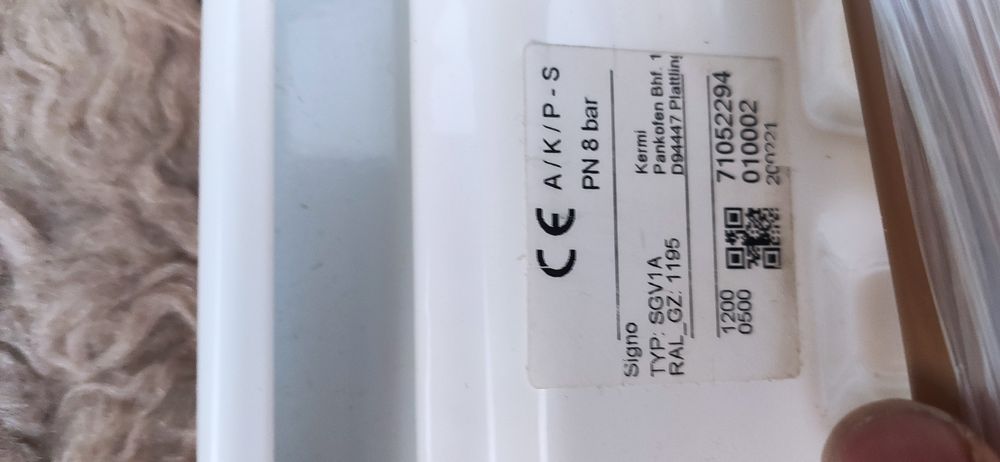 CE A / K / P - S
PN 8 bar
Signo
TYP: SGV1A
RAL_GZ: 1195
Kermi
Pankofen Bhf. 1
D94447 Plattling
1200
0500
71052294
010002